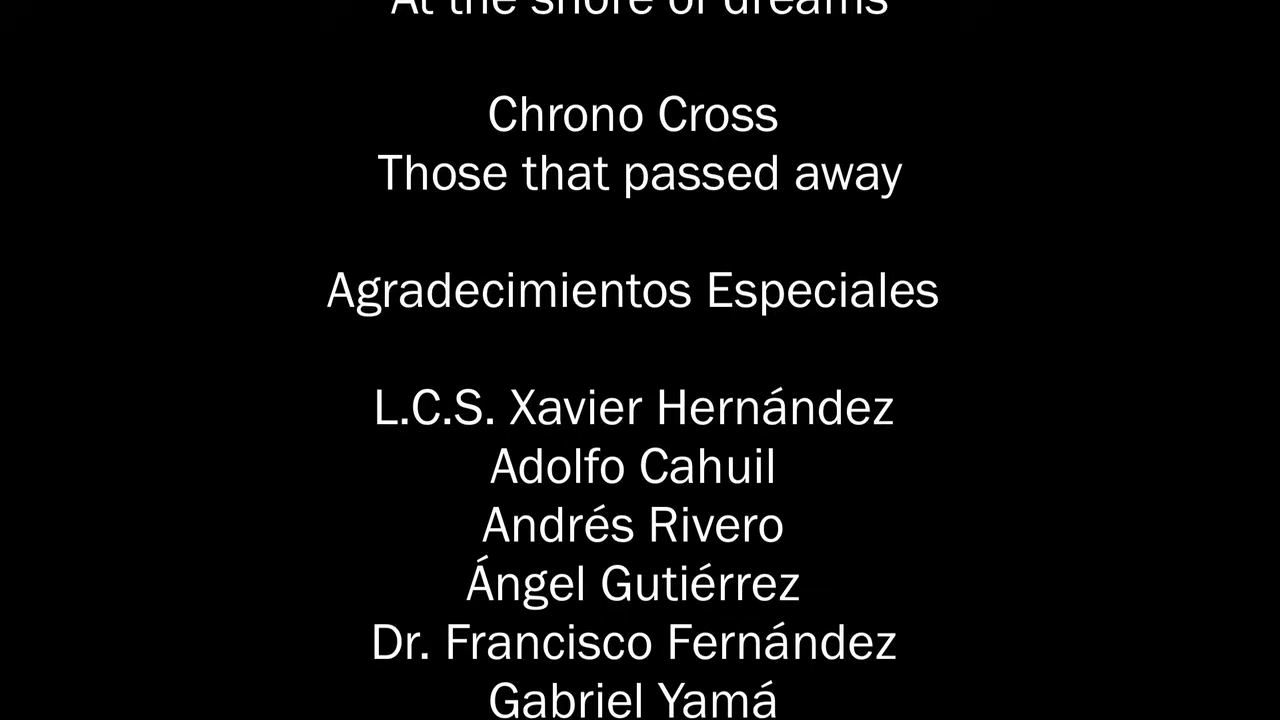 At the shore of dreams
Chrono Cross
Those that passed away
Agradecimientos Especiales
L.C.S. Xavier Hernández
Adolfo Cahuil
Andrés Rivero
Ángel Gutiérrez
Dr. Francisco Fernández
Gabriel Yamá